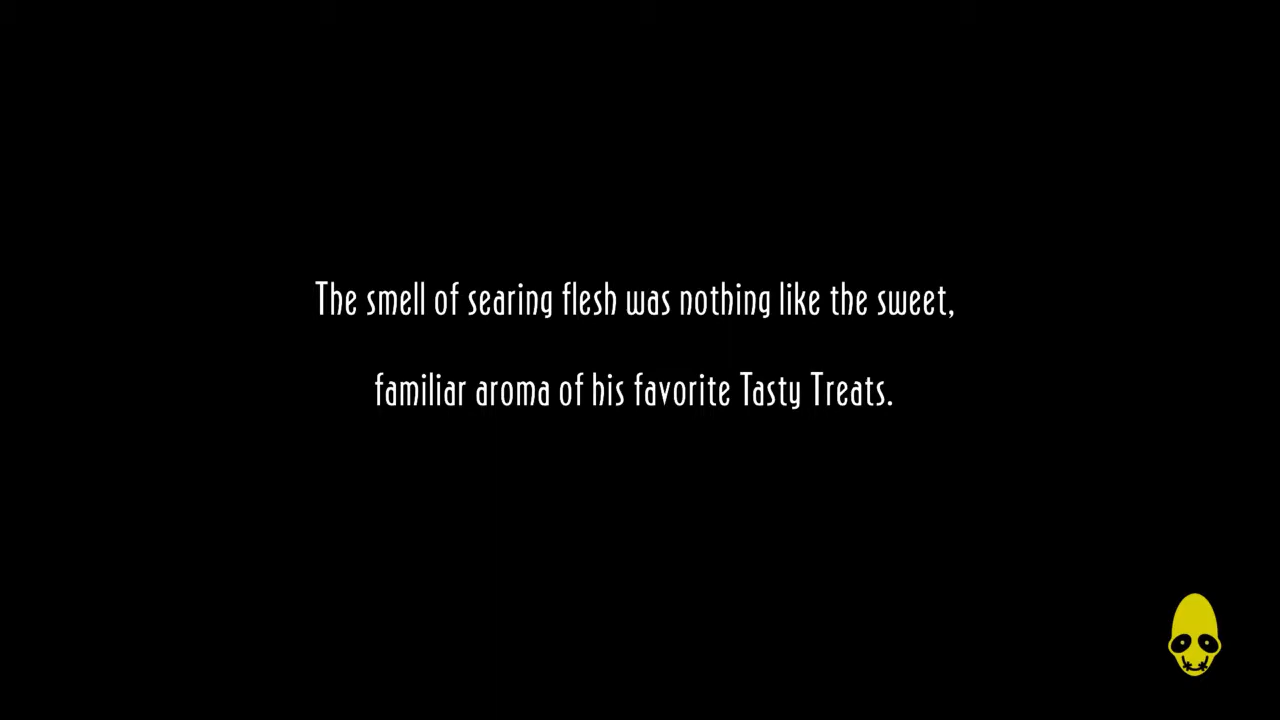 The smell of searing flesh was nothing like the sweet,
familiar aroma of his favorite Tasty Treats.